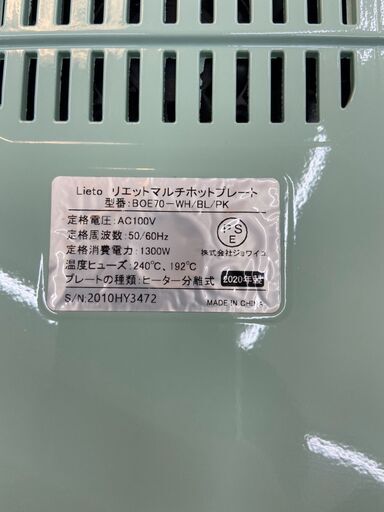 Lieto リエットマルチホットプレート
型番:BOE70-WH/BL/PK
定格電圧:AC100V
定格周波数:50/60Hz
定格消費電力:1300W
温度ヒューズ:240℃、192℃
プレートの種類:ヒーター分離式
S/N:2010HY3472
PSE
株式会社ジョワイユ
2020年製
MADE IN CHINA